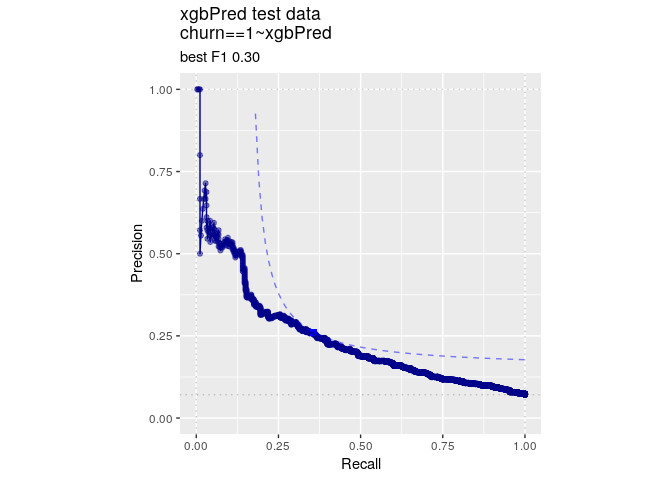 xgbPred test data
churn==1~xgbPred
best F1 0.30
1.00
0.75
0.50
0.25
0.00
Precision
0.00 0.25 0.50 0.75 1.00
Recall